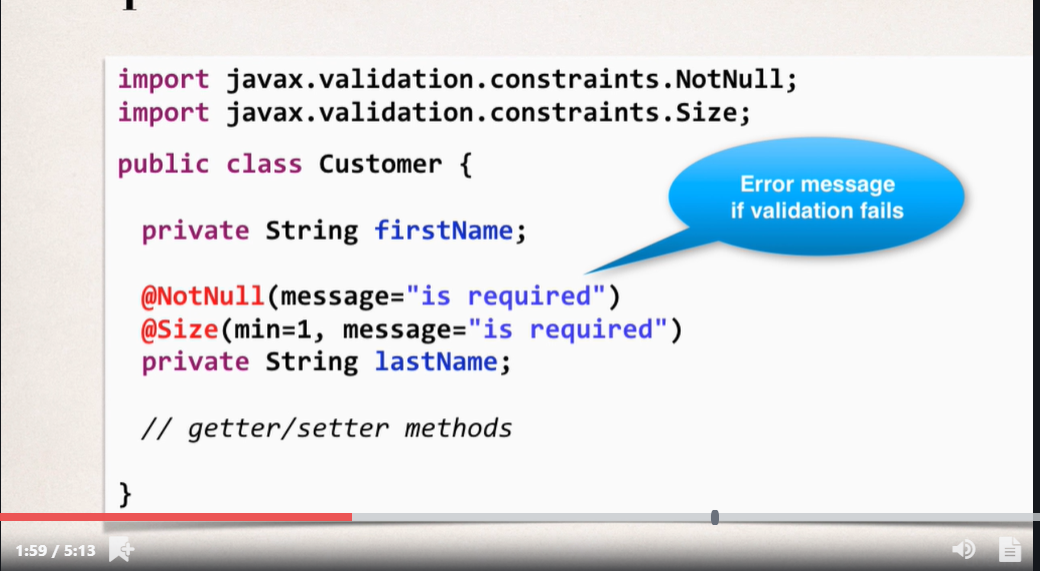 import javax.validation.constraints.NotNull;
import javax.validation.constraints.Size;
public class Customer {
Error message
if validation fails
private String firstName;
@NotNull(message="is required")
@Size(min=1, message="is required")
private String lastName;
// getter/setter methods
}
1:59 / 5:13